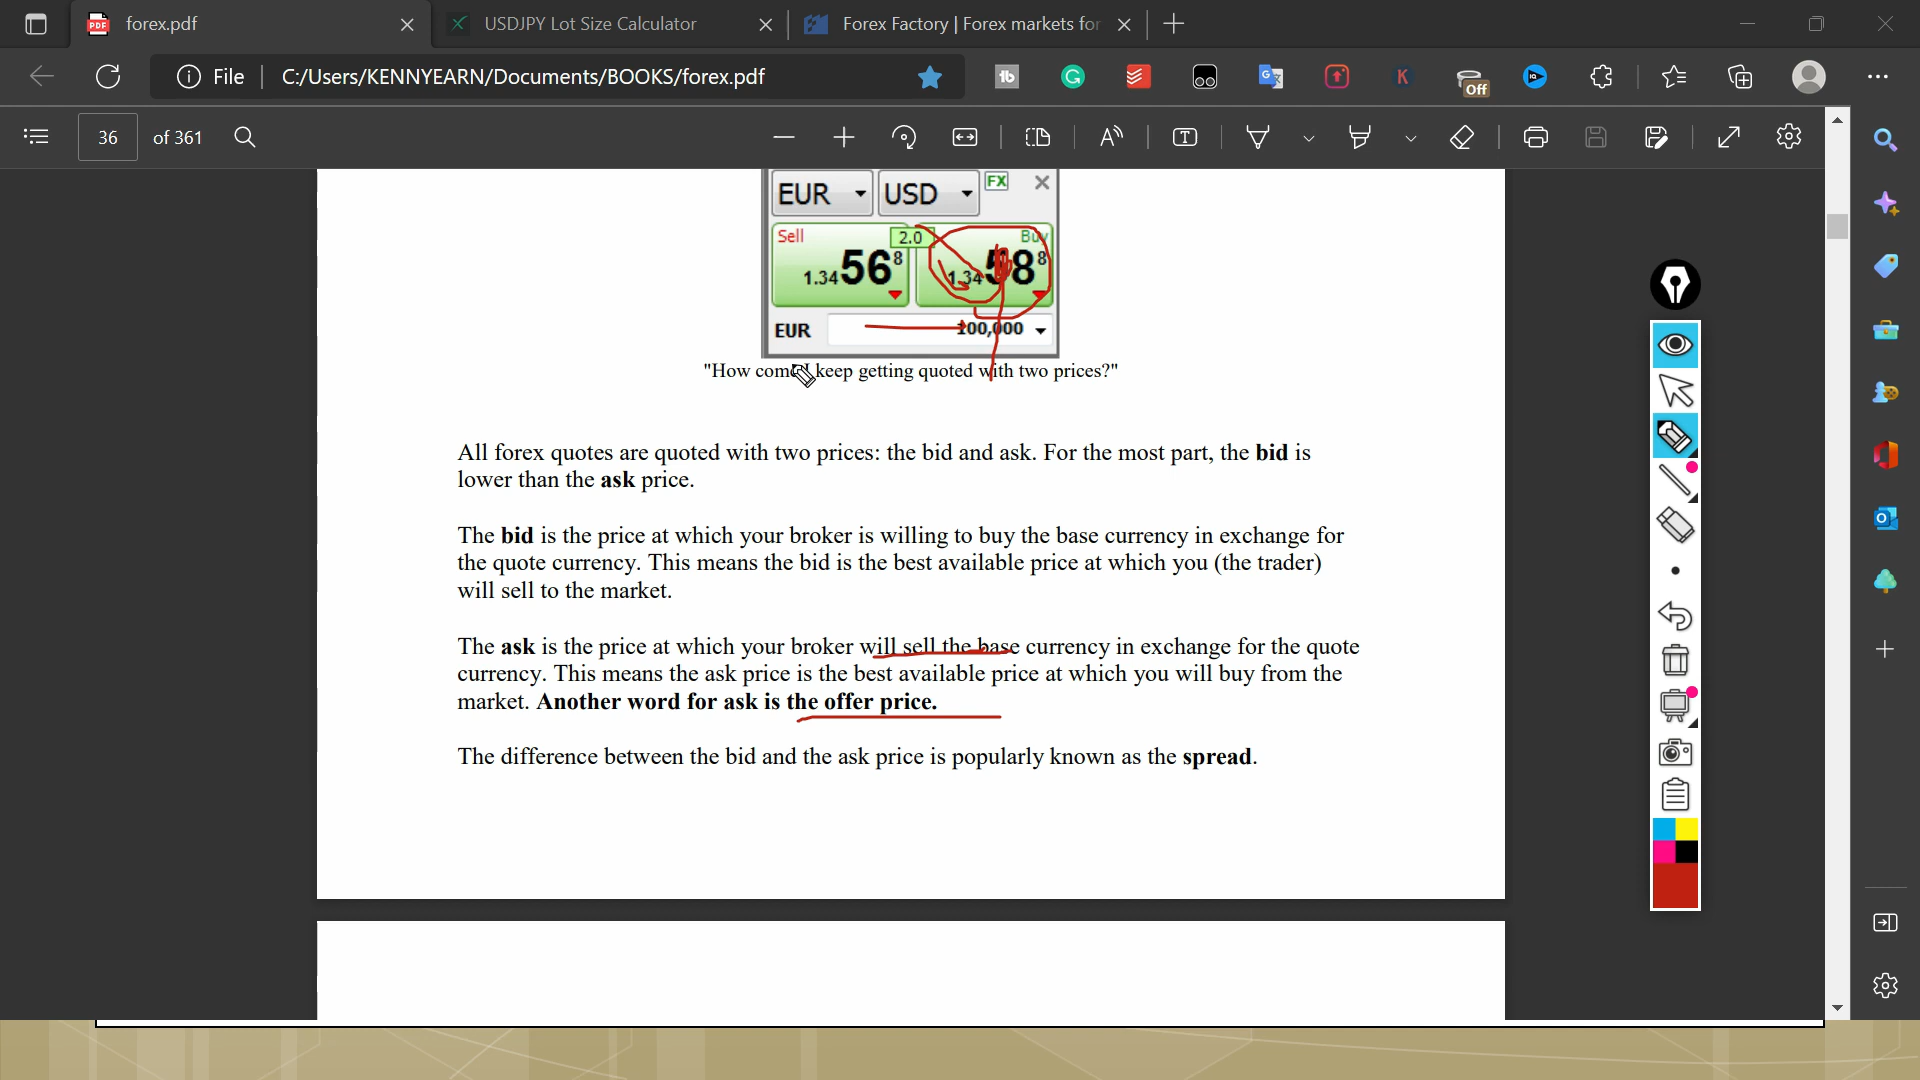 forex.pdf
USDJPY Lot Size Calculator
Forex Factory | Forex markets for
File
C:/Users/KENNYEARN/Documents/BOOKS/forex.pdf
Off
36 of 361
EUR USD FX
Sell 2.0 Buy
1.34 56 8 1.34 58 8
EUR 100,000
"How come I keep getting quoted with two prices?"
All forex quotes are quoted with two prices: the bid and ask. For the most part, the bid is
lower than the ask price.
The bid is the price at which your broker is willing to buy the base currency in exchange for
the quote currency. This means the bid is the best available price at which you (the trader)
will sell to the market.
The ask is the price at which your broker will sell the base currency in exchange for the quote
currency. This means the ask price is the best available price at which you will buy from the
market. Another word for ask is the offer price.
The difference between the bid and the ask price is popularly known as the spread.